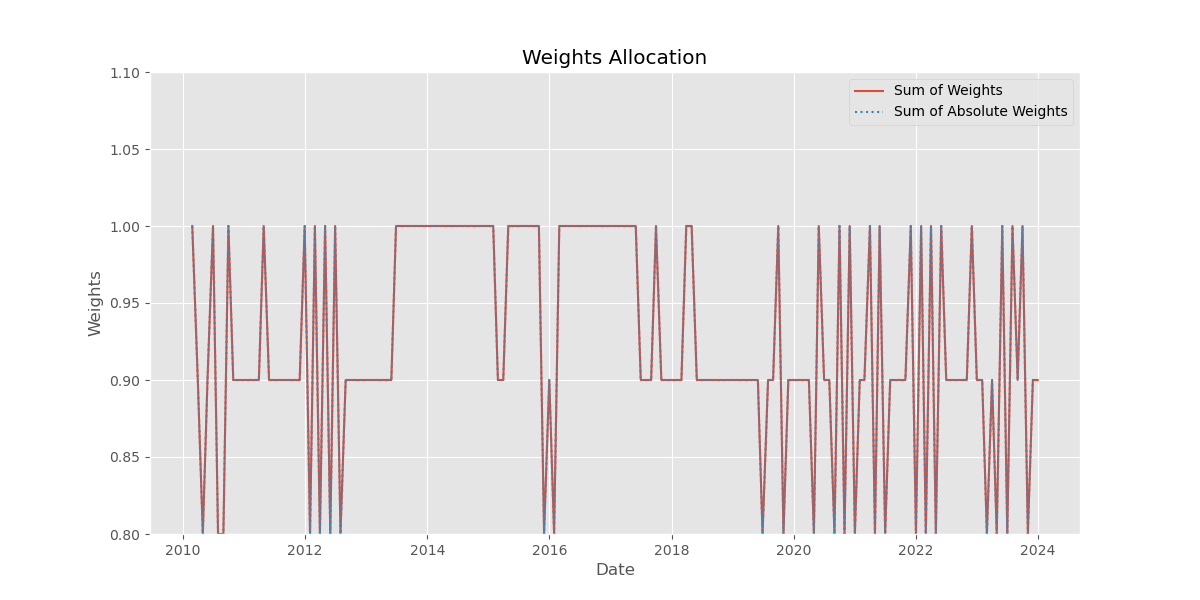 Weights Allocation
1.10
1.05
1.00
0.95
0.90
0.85
0.80
Weights
Sum of Weights
Sum of Absolute Weights
2010 2012 2014 2016 2018 2020 2022 2024
Date